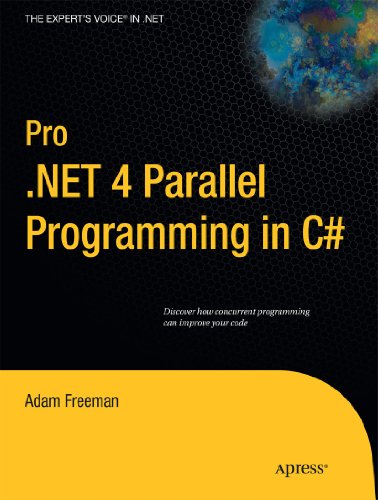 THE EXPERT'S VOICE® IN .NET
Pro
.NET 4 Parallel
Programming in C#
Discover how concurrent programming
can improve your code
Adam Freeman
Apress®